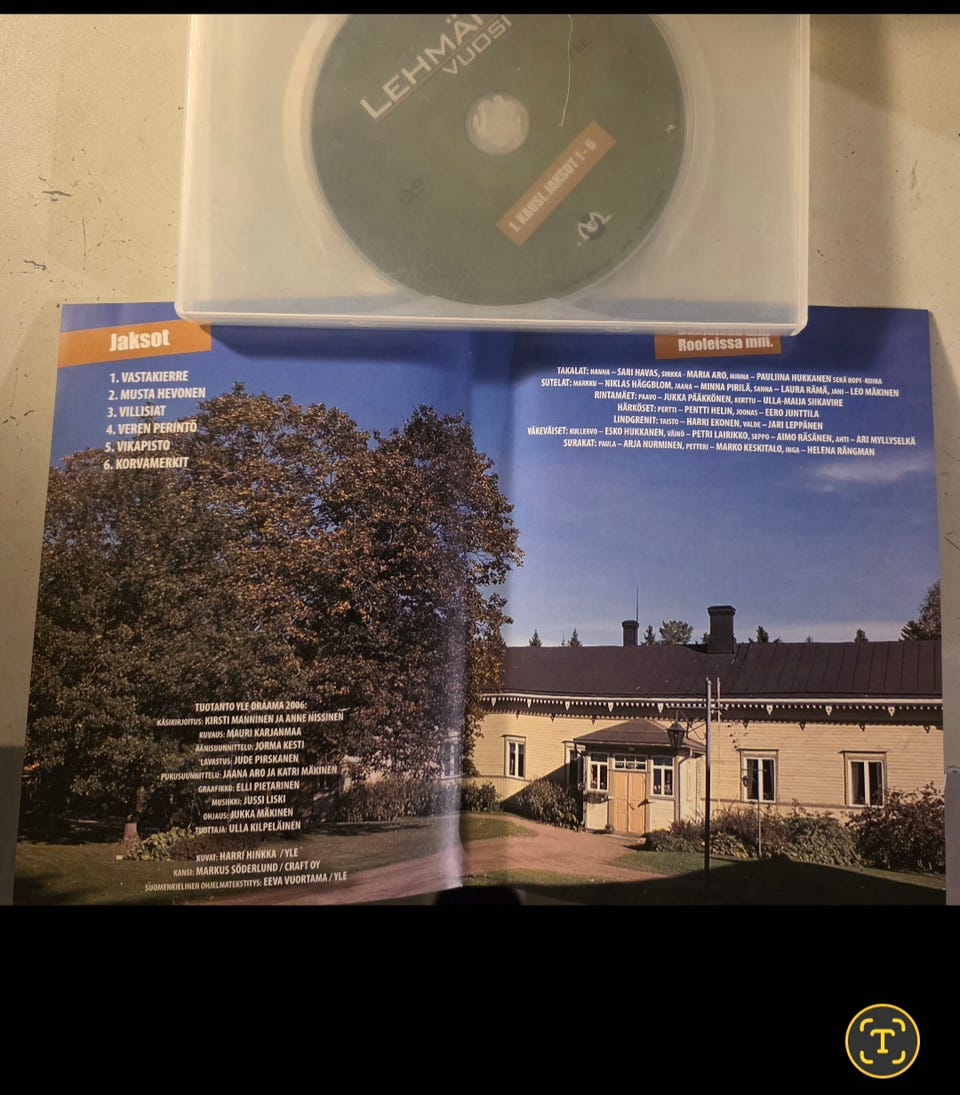 LEHMÄN
VUOSI
YLE
1. KAUSI, JAKSOT 1 - 6
DVD
Jaksot
1. VASTAKIERRE
2. MUSTA HEVONEN
3. VILLISIAT
4. VEREN PERINTÖ
5. VIKAPISTO
6. KORVAMERKIT
Rooleissa mm.
TAKALAT: HANNA – SARI HAVAS, SIRKKA - MARJA ARO, MINNA – PAULIINA HUKKANEN SEKÄ ROPI -KOIRA
SUTELAT: MARKKU – NIKLAS HÄGGBLOM, JAANA – MINNA PIRILÄ, SANNA – LAURA RÄMÄ, JANI – LEO MÄKINEN
RINTAMÄET: PAAVO – JUKKA PÄÄKKÖNEN, KERTTU – ULLA-MAIJA SIIKAVIRE
HÄRKÖSET: PERTTI – PENTTI HELIN, JOONAS – EERO JUNTTILA
LINDGRENIT: TAISTO – HARRI EKONEN, VALDE – JARI LEPPÄNEN
VÄKEVÄISET: KULLERVO – ESKO HUKKANEN, VÄINÖ – PETRI LAIRIKKO, SEPPO – AIMO RÄSÄNEN, AHTI – ARI MYLLYSELKÄ
SURAKAT: PAULA – ARJA NURMINEN, PETTERI – MARKO KESKITALO, INGA – HELENA RÄNGMAN
TUOTANTO YLE DRAAMA 2006:
KÄSIKIRJOITUS: KIRSTI MANNINEN JA ANNE NISSINEN
KUVAUS: MAURI KARJANMAA
ÄÄNISUUNNITTELU: JORMA KESTI
LAVASTUS: JUDE PIRSKANEN
PUKUSUUNNITTELU: JAANA ARO JA KATRI MÄKINEN
GRAAFIKKO: ELLI PIETARINEN
MUSIIKKI: JUSSI LISKI
OHJAUS: JUKKA MÄKINEN
TUOTTAJA: ULLA KILPELÄINEN
KUVAT: HARRI HINKKA / YLE
KANSI: MARKUS SÖDERLUND / CRAFT OY
SUOMENKIELINEN OHJELMATEKSTITYS: EEVA VUORTAMA / YLE